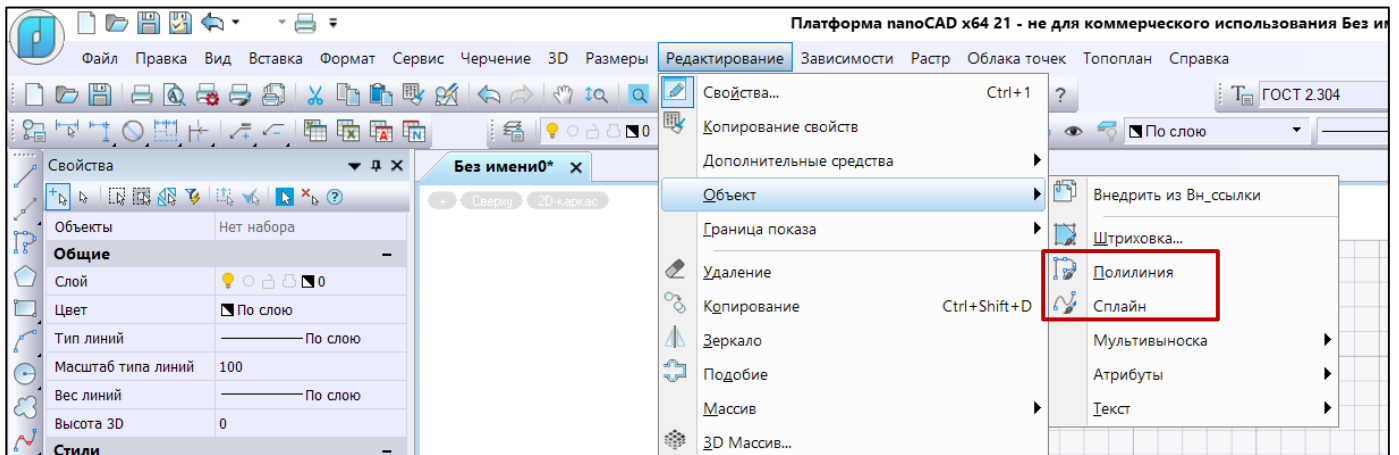 Платформа nanoCAD x64 21 - не для коммерческого использования Без
Файл Правка Вид Вставка Формат Сервис Черчение 3D Размеры Редактирование Зависимости Растр Облака точек Топоплан Справка
Свойства... Ctrl+1
ГОСТ 2.304
Копирование свойств
0
По слою
Свойства
Без имени0*
Дополнительные средства
+ Сверху 2D-каркас
Объект
Внедрить из Вн_ссылки
Объекты Нет набора
Граница показа
Штриховка...
Общие
Удаление
Полилиния
Слой 0
Копирование Ctrl+Shift+D
Сплайн
Цвет По слою
Тип линий По слою
Зеркало
Мультивыноска
Масштаб типа линий 100
Подобие
Атрибуты
Вес линий По слою
Массив
Текст
Высота 3D 0
3D Массив...
Стили